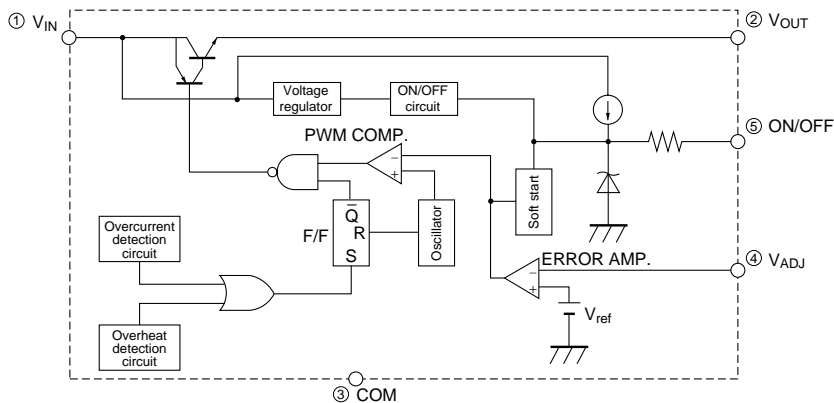 ① VIN
② VOUT
Voltage
regulator
ON/OFF
circuit
⑤ ON/OFF
PWM COMP.
−
+
Soft start
Oscillator
Q̅
R
S
F/F
Overcurrent
detection
circuit
ERROR AMP.
−
+
④ VADJ
Vref
Overheat
detection
circuit
③ COM